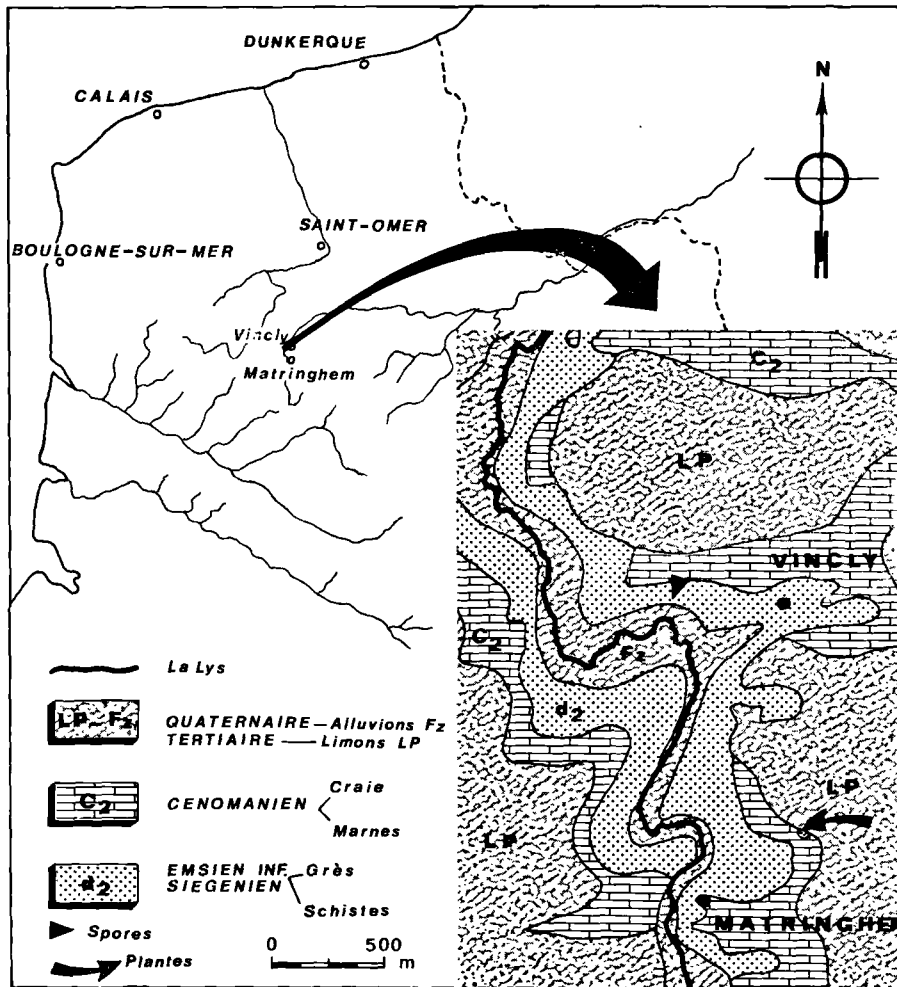 DUNKERQUE
CALAIS
N
SAINT-OMER
BOULOGNE-SUR-MER
Vincly
Matringhem
C2
LP
VINCLY
C2
Fz
d2
La Lys
LP-Fz
QUATERNAIRE — Alluvions Fz
TERTIAIRE — Limons LP
LP
C2
CENOMANIEN
Craie
Marnes
LP
d2
EMSIEN INF
SIEGENIEN
Grès
Schistes
MATRINGHE
Spores
Plantes
0 500
m